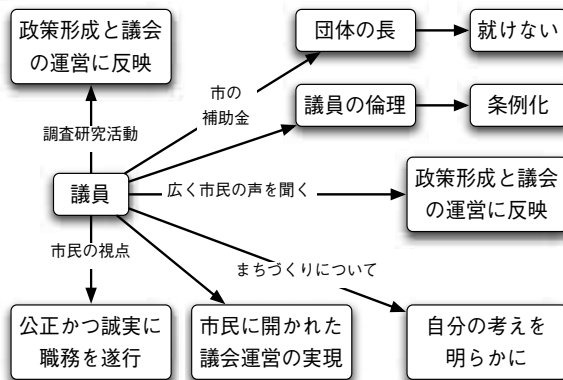 政策形成と議会
の運営に反映
団体の長
就けない
市の
補助金
議員の倫理
条例化
調査研究活動
議員
広く市民の声を聞く
政策形成と議会
の運営に反映
市民の視点
まちづくりについて
公正かつ誠実に
職務を遂行
市民に開かれた
議会運営の実現
自分の考えを
明らかに